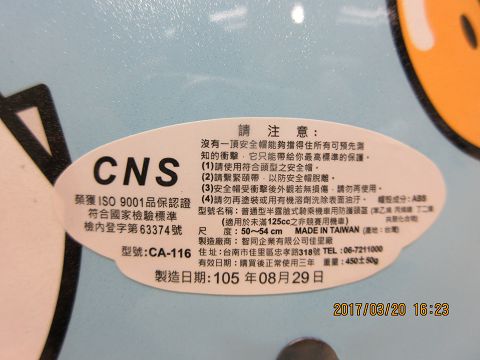 請 注 意:
沒有一頂安全帽能夠擋得住所有可預先測
知的衝擊,它只能帶給你最高標準的保護。
(1)請使用符合頭型之安全帽。
(2)請繫緊頤帶,以防安全帽脫離。
(3)安全帽受衝擊後外觀若無損傷,請勿再使用。
(4)請勿再塗裝或用有機溶劑洗除表面油汙。 帽殼成分:ABS
型號名稱:普通型半露臉式騎乘機車用防護頭盔
(適用於未滿125cc之非競賽用機車)
尺 度:50~54 cm MADE IN TAIWAN (產地:台灣)
製造廠商:智同企業有限公司佳里廠
住 址:台南市佳里區忠孝路318號 TEL:06-7211000
有效日期:購買後正常使用三年 重量:450±50g
CNS
榮獲 ISO 9001品保認證
符合國家檢驗標準
檢內登字第63374號
型號:CA-116
製造日期:105 年 08月 29日
2017/03/20 16:23